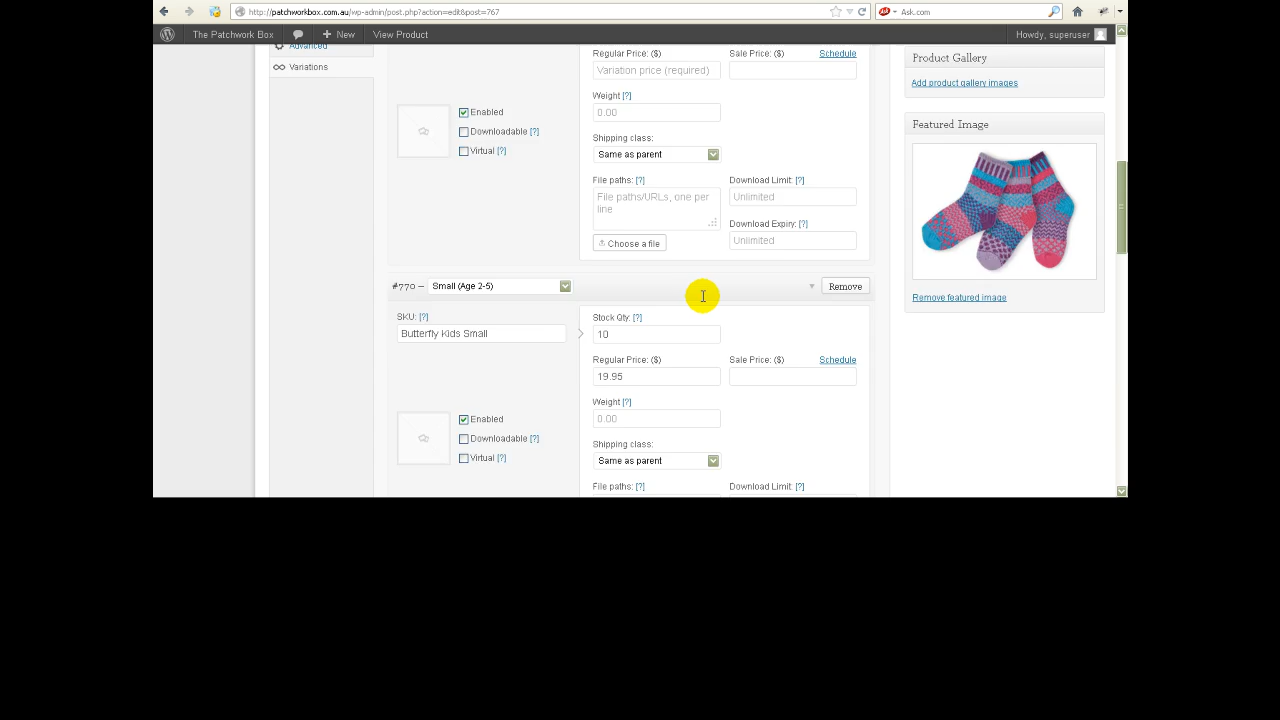 http://patchworkbox.com.au/wp-admin/post.php?action=edit&post=767
Ask.com
The Patchwork Box
New
View Product
Howdy, superuser
Advanced
Variations
Regular Price: ($)
Sale Price: ($)
Schedule
Variation price (required)
Weight [?]
0.00
Enabled
Downloadable [?]
Virtual [?]
Shipping class:
Same as parent
File paths: [?]
Download Limit: [?]
File paths/URLs, one per
line
Unlimited
Download Expiry: [?]
Unlimited
Choose a file
#770 – Small (Age 2-5)
Remove
SKU: [?]
Butterfly Kids Small
Stock Qty: [?]
10
Regular Price: ($)
Sale Price: ($)
Schedule
19.95
Weight [?]
0.00
Enabled
Downloadable [?]
Virtual [?]
Shipping class:
Same as parent
File paths: [?]
Download Limit: [?]
Product Gallery
Add product gallery images
Featured Image
Remove featured image